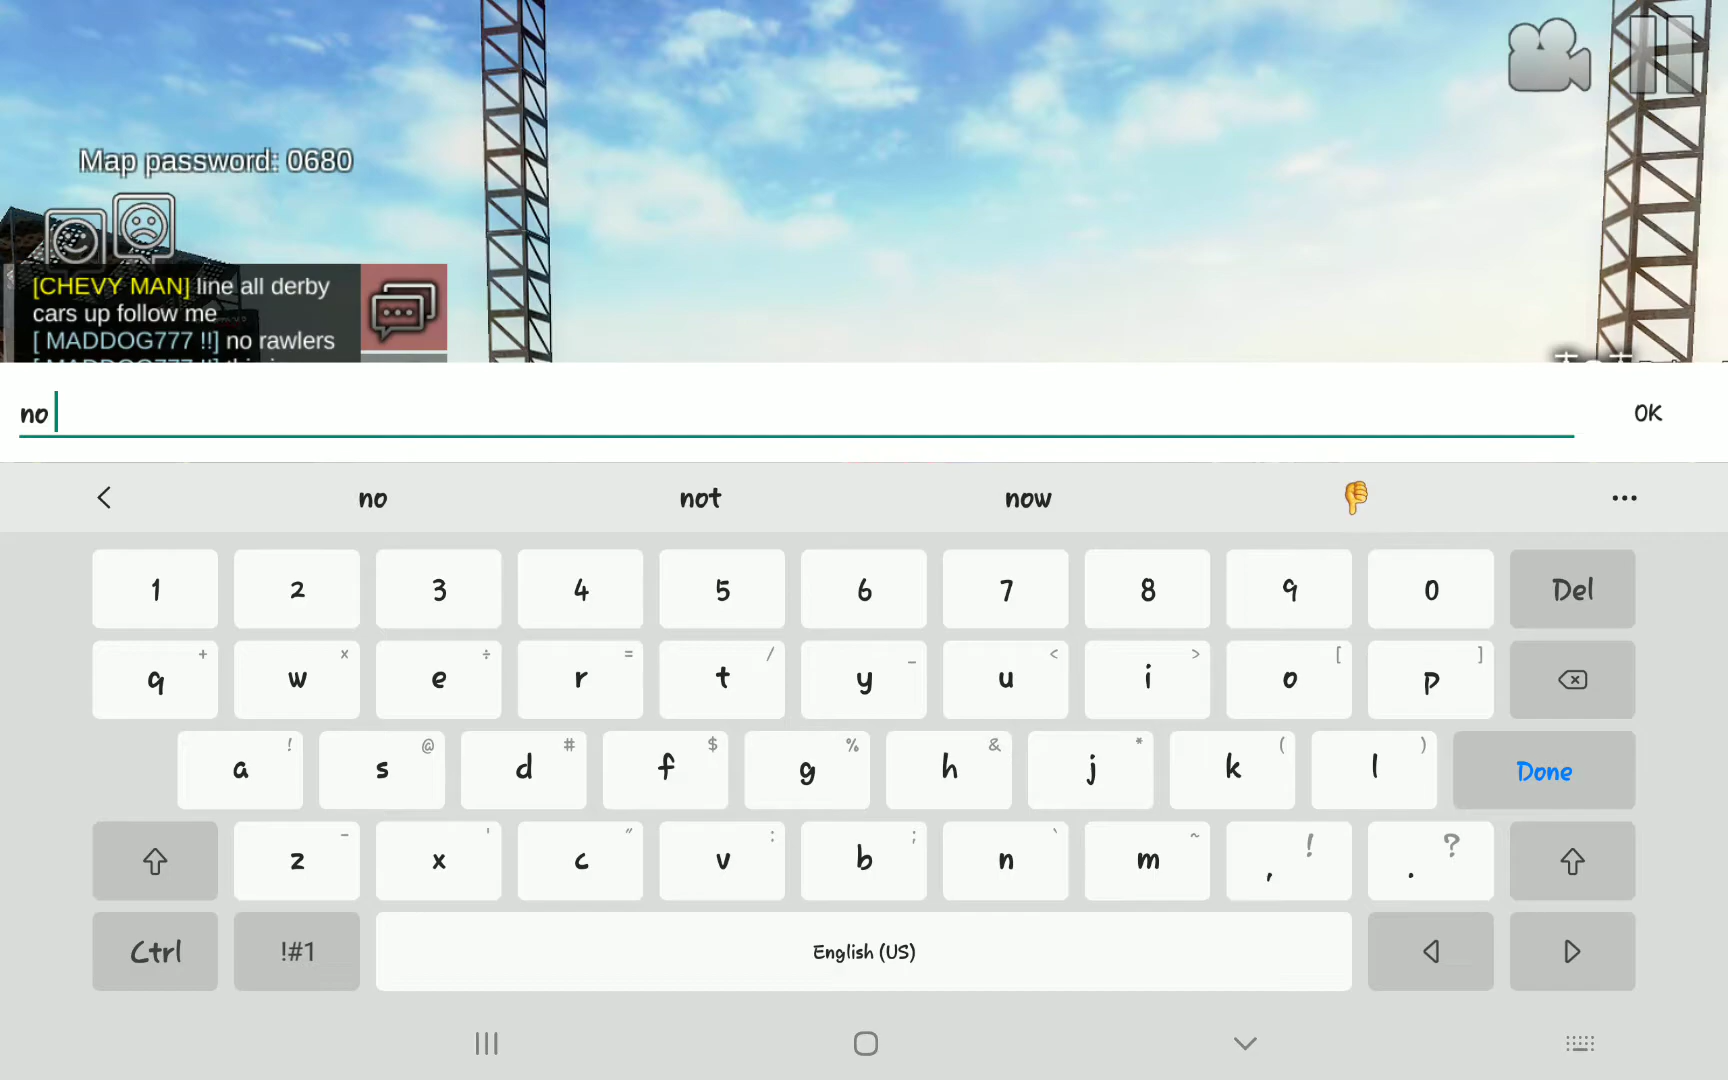 Map password: 0680
[CHEVY MAN] line all derby
cars up follow me
[ MADDOG777 !!] no rawlers
no
OK
no not now
1 2 3 4 5 6 7 8 9 0 Del
+ x ÷ = / _ < > [ ]
q w e r t y u i o p
! @ # $ % & * ( )
a s d f g h j k l Done
- ' " : ; ` ~ ! ?
z x c v b n m , .
Ctrl !#1 English (US)